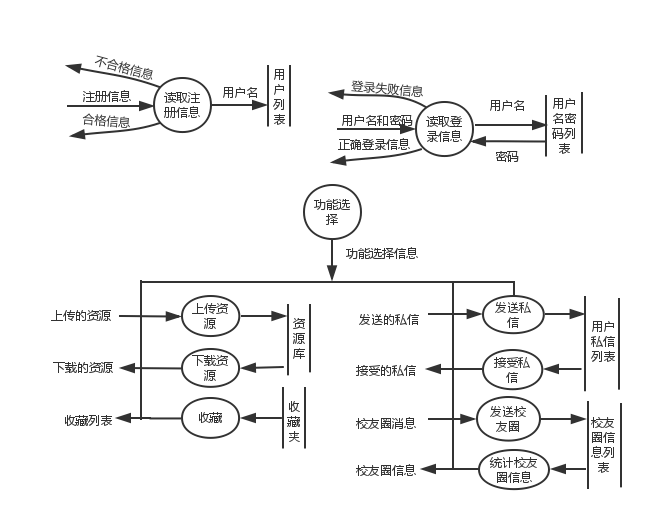 不合格信息
注册信息
合格信息
读取注
册信息
用户名
用
户
列
表
登录失败信息
用户名和密码
正确登录信息
读取登
录信息
用户名
密码
用户
名密
码列
表
功能选
择
功能选择信息
上传的资源
上传资
源
下载的资源
下载资
源
资
源
库
收藏列表
收藏
收
藏
夹
发送的私信
发送私
信
接受的私信
接受私
信
用户
私信
列表
校友圈消息
发送校
友圈
校友圈信息
统计校友
圈信息
校友
圈信
息列
表